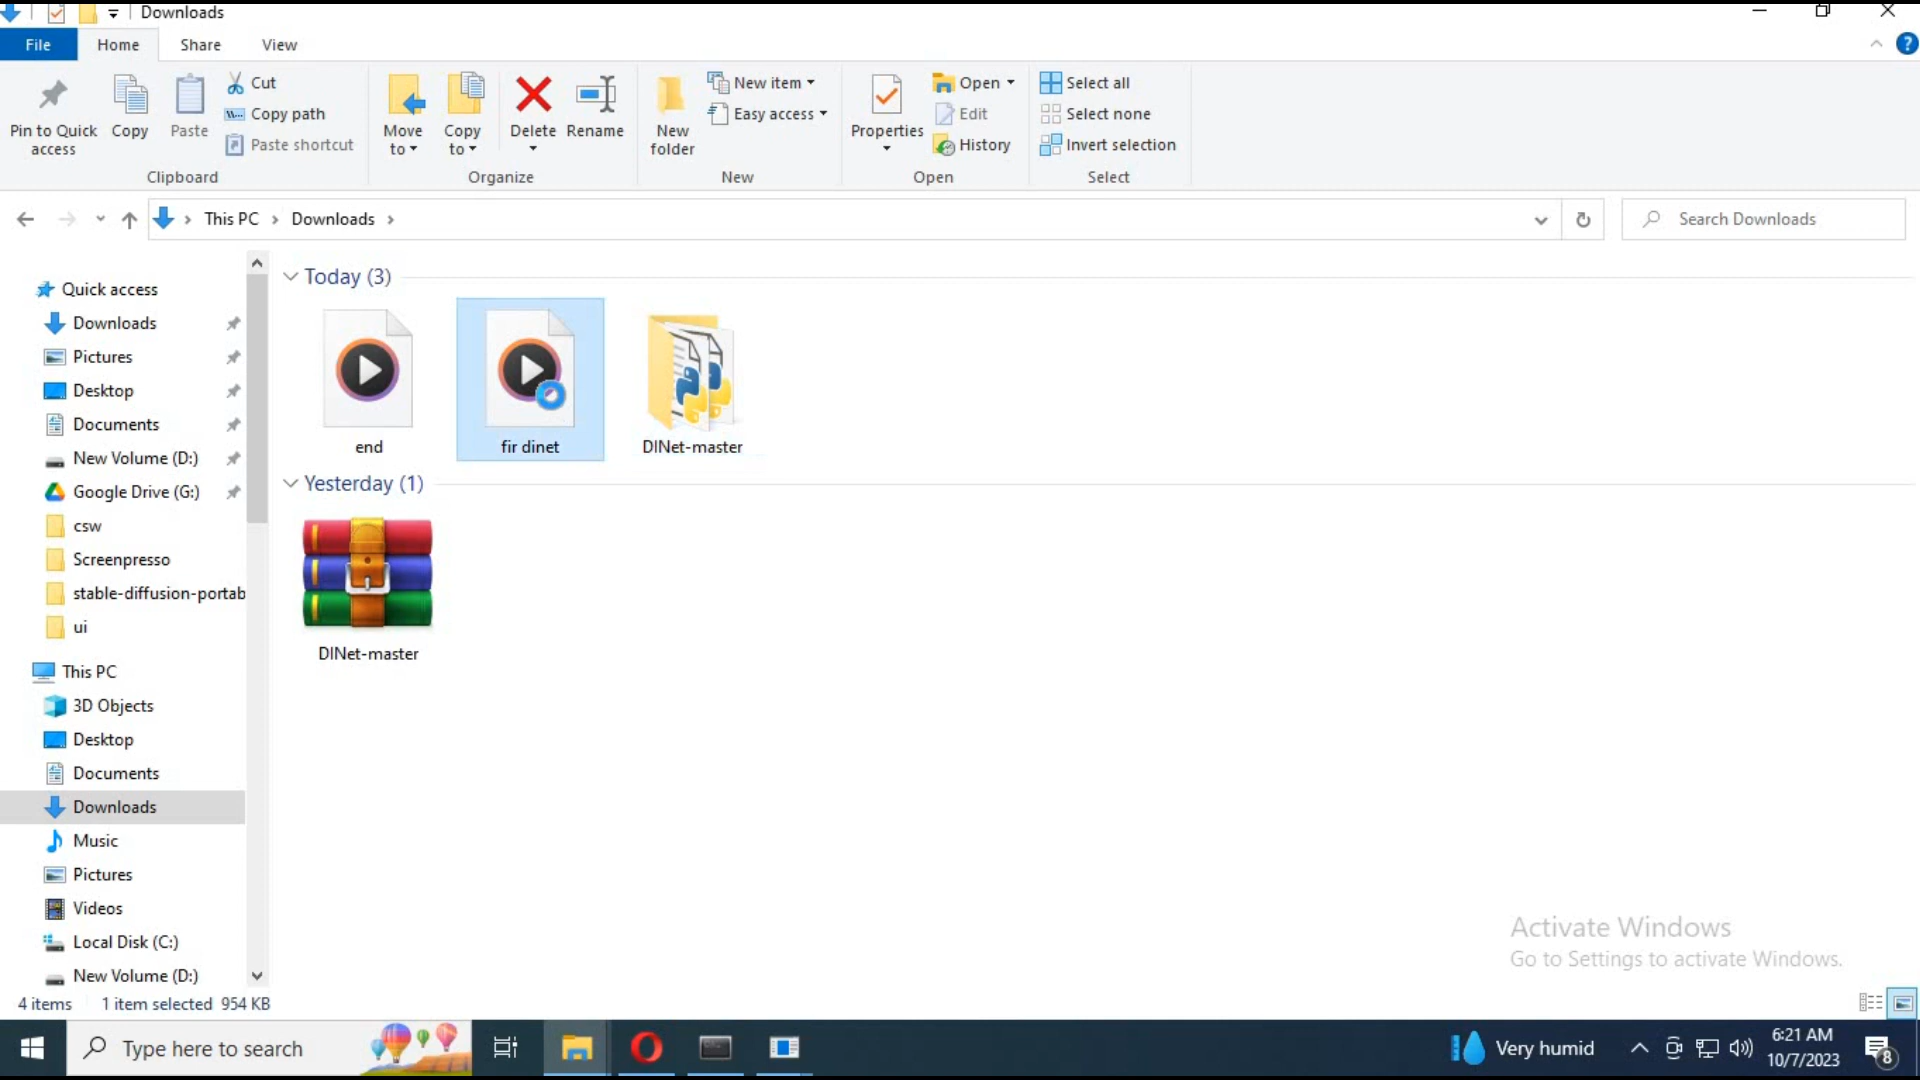 Downloads
File Home Share View
Pin to Quick access
Copy
Paste
Cut
Copy path
Paste shortcut
Clipboard
Move to
Copy to
Delete
Rename
Organize
New folder
New item
Easy access
New
Properties
Open
Edit
History
Open
Select all
Select none
Invert selection
Select
This PC > Downloads >
Search Downloads
Quick access
Downloads
Pictures
Desktop
Documents
New Volume (D:)
Google Drive (G:)
csw
Screenpresso
stable-diffusion-portab
ui
This PC
3D Objects
Desktop
Documents
Downloads
Music
Pictures
Videos
Local Disk (C:)
New Volume (D:)
Today (3)
end
fir dinet
DINet-master
Yesterday (1)
DINet-master
Activate Windows
Go to Settings to activate Windows.
4 items 1 item selected 954 KB
Type here to search
Very humid
6:21 AM
10/7/2023
8